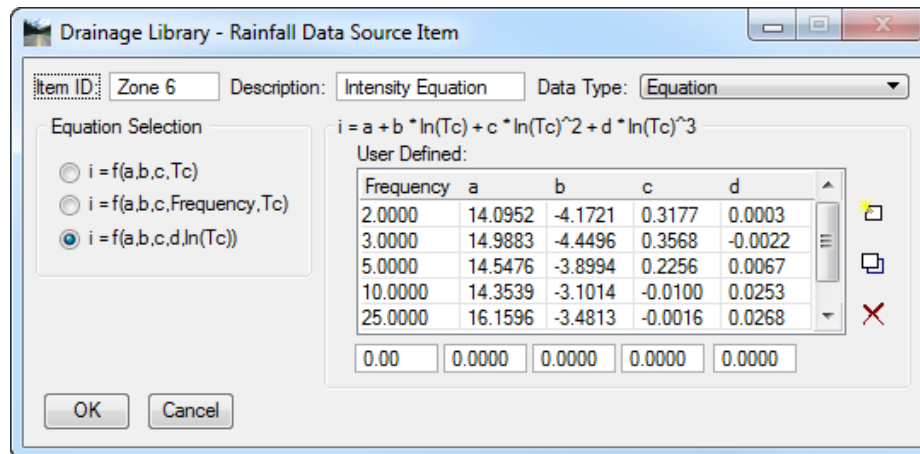 Drainage Library - Rainfall Data Source Item
Item ID: Zone 6 Description: Intensity Equation Data Type: Equation
Equation Selection
i = f(a,b,c,Tc)
i = f(a,b,c,Frequency,Tc)
i = f(a,b,c,d,ln(Tc))
i = a + b * ln(Tc) + c * ln(Tc)^2 + d * ln(Tc)^3
User Defined:
Frequency a b c d
2.0000 14.0952 -4.1721 0.3177 0.0003
3.0000 14.9883 -4.4496 0.3568 -0.0022
5.0000 14.5476 -3.8994 0.2256 0.0067
10.0000 14.3539 -3.1014 -0.0100 0.0253
25.0000 16.1596 -3.4813 -0.0016 0.0268
0.00 0.0000 0.0000 0.0000 0.0000
OK Cancel